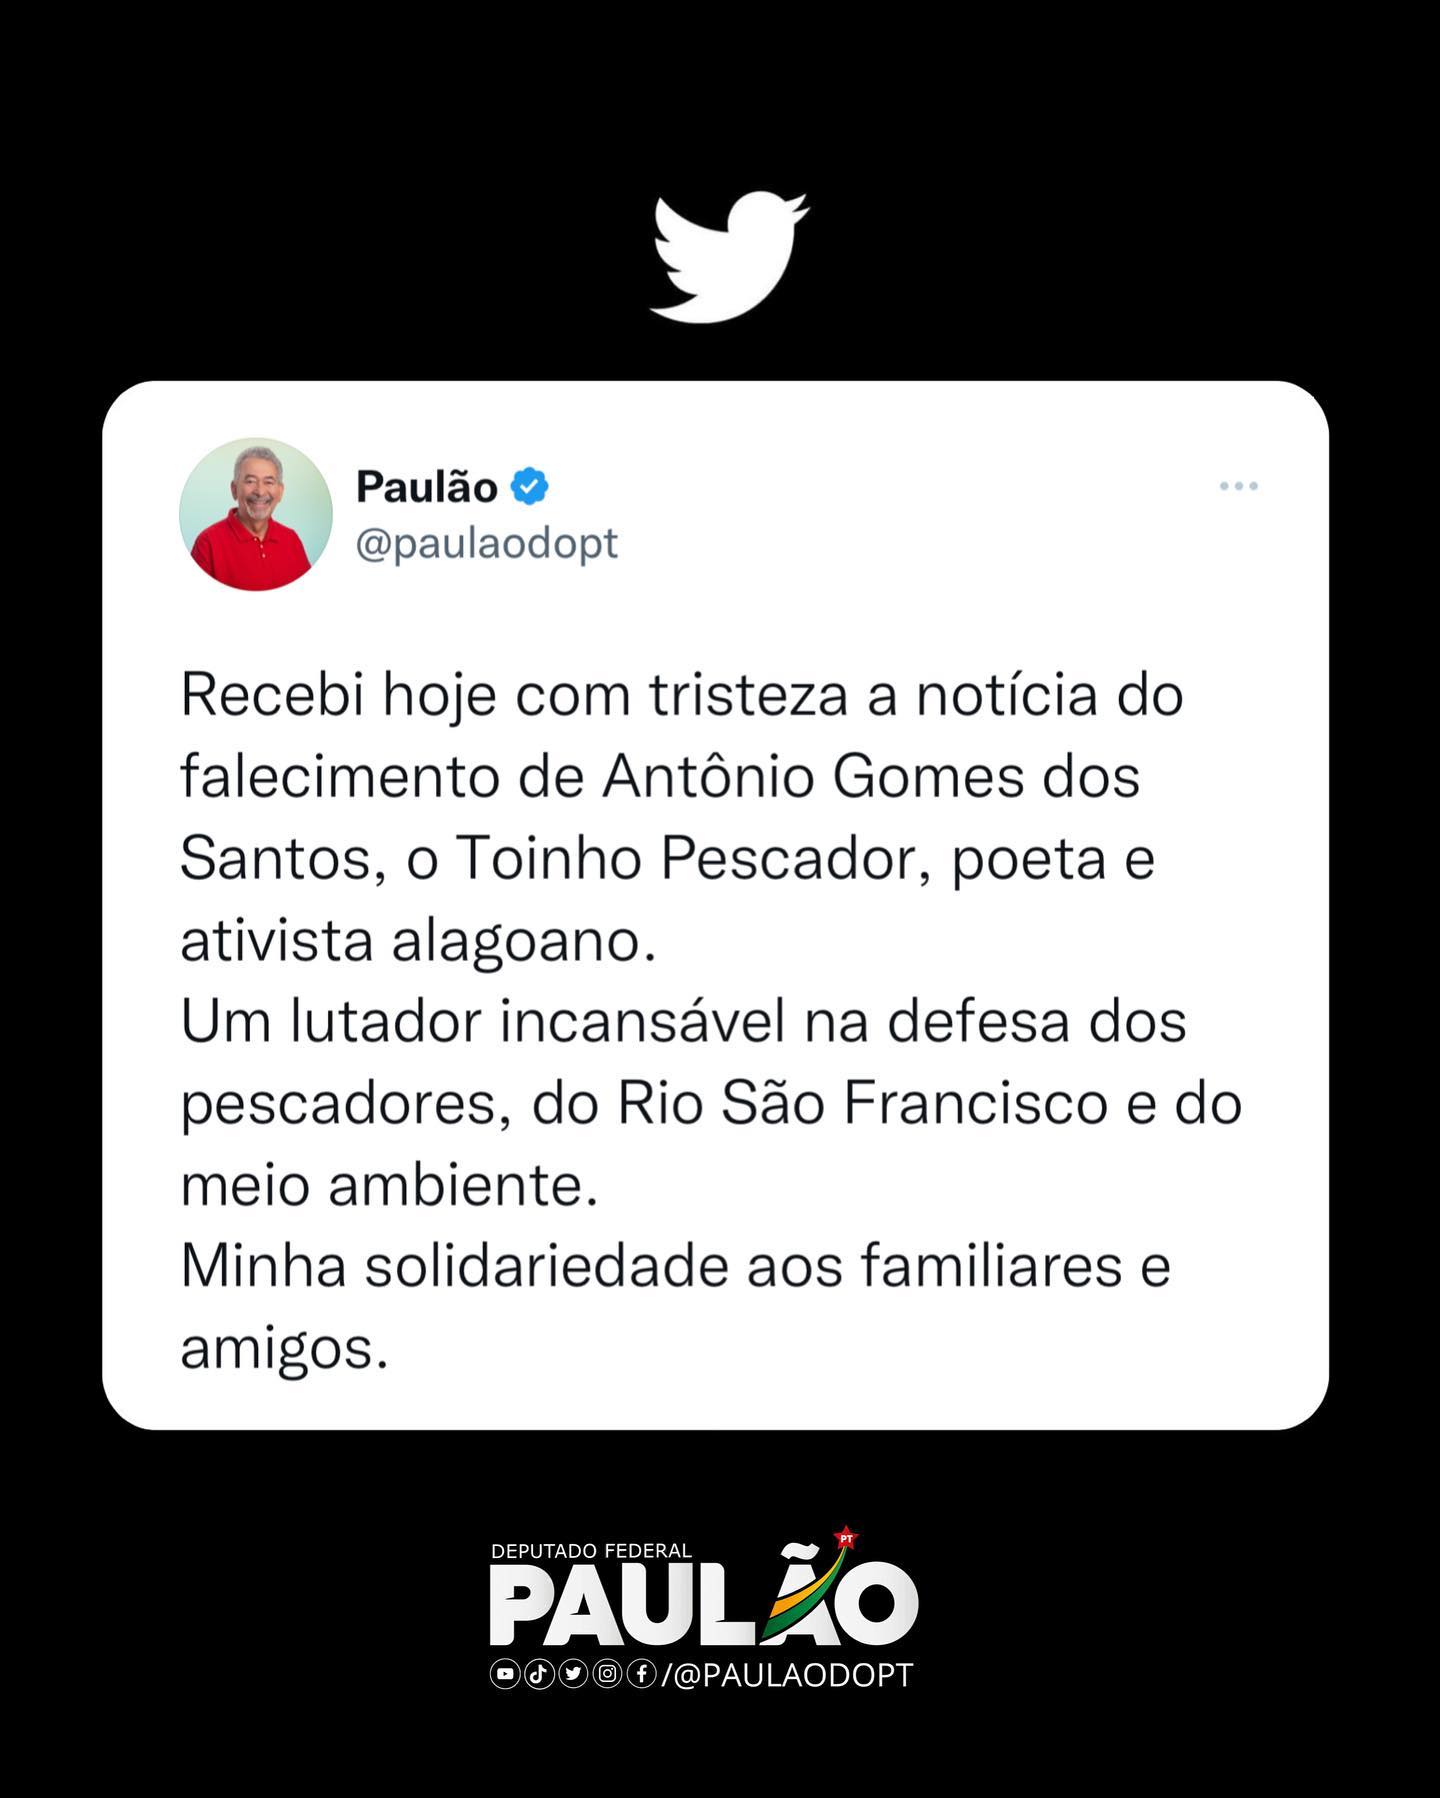 Paulão
@paulaodopt
Recebi hoje com tristeza a notícia do
falecimento de Antônio Gomes dos
Santos, o Toinho Pescador, poeta e
ativista alagoano.
Um lutador incansável na defesa dos
pescadores, do Rio São Francisco e do
meio ambiente.
Minha solidariedade aos familiares e
amigos.
PT
DEPUTADO FEDERAL
PAULÃO
/@PAULAODOPT